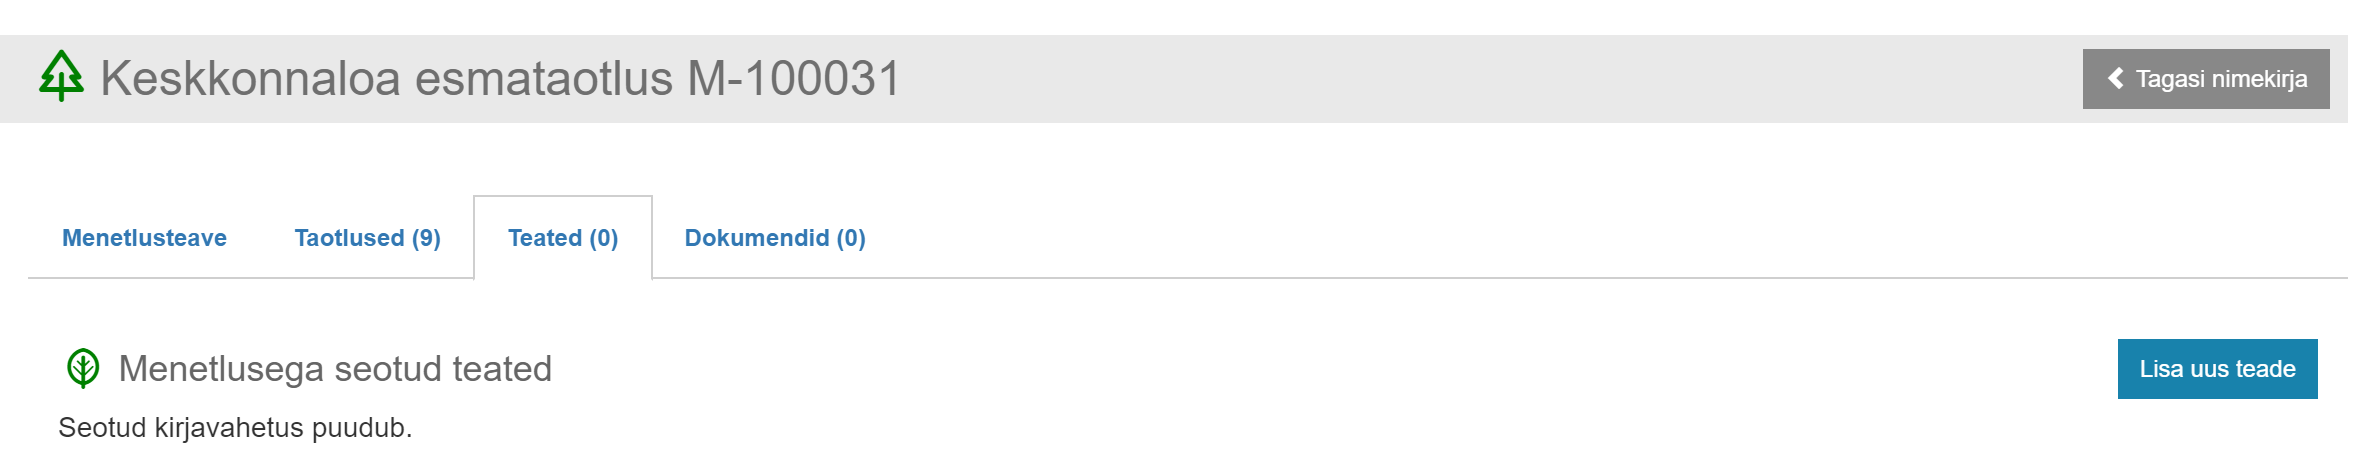 Keskkonnaloa esmataotlus M-100031
Tagasi nimekirja
Menetlusteave
Taotlused (9)
Teated (0)
Dokumendid (0)
Menetlusega seotud teated
Lisa uus teade
Seotud kirjavahetus puudub.